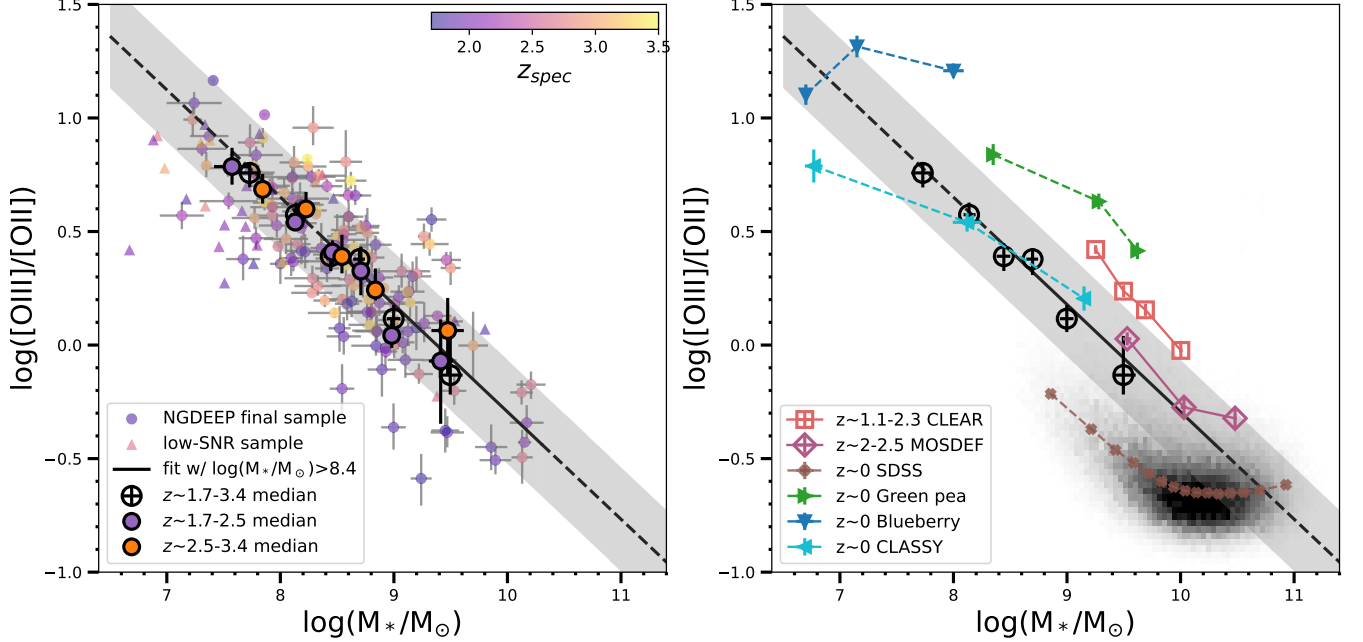 1.5
1.0
0.5
0.0
−0.5
−1.0
log([OIII]/[OII])
2.0 2.5 3.0 3.5
z_spec
NGDEEP final sample
low-SNR sample
fit w/ log(M*/M⊙)>8.4
z~1.7-3.4 median
z~1.7-2.5 median
z~2.5-3.4 median
7 8 9 10 11
log(M*/M⊙)
1.5
1.0
0.5
0.0
−0.5
−1.0
log([OIII]/[OII])
z~1.1-2.3 CLEAR
z~2-2.5 MOSDEF
z~0 SDSS
z~0 Green pea
z~0 Blueberry
z~0 CLASSY
7 8 9 10 11
log(M*/M⊙)